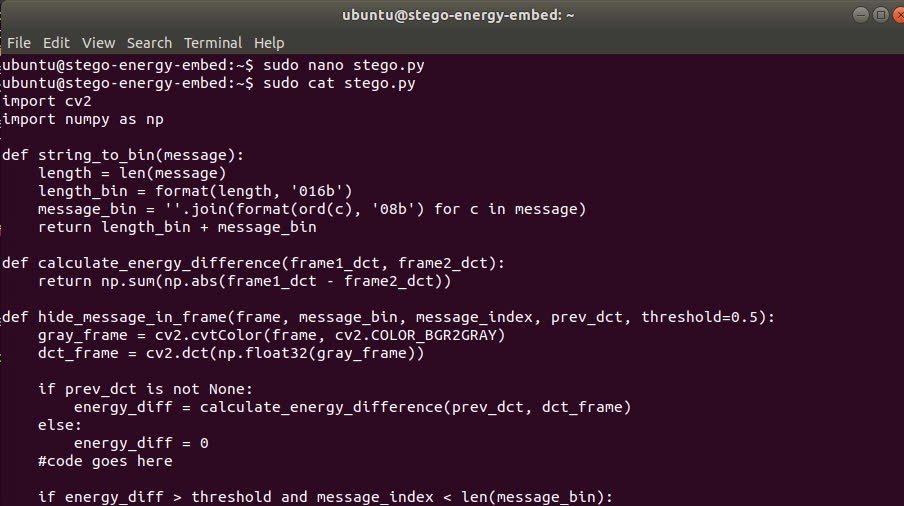 ubuntu@stego-energy-embed: ~
File Edit View Search Terminal Help
ubuntu@stego-energy-embed:~$ sudo nano stego.py
ubuntu@stego-energy-embed:~$ sudo cat stego.py
import cv2
import numpy as np

def string_to_bin(message):
    length = len(message)
    length_bin = format(length, '016b')
    message_bin = ''.join(format(ord(c), '08b') for c in message)
    return length_bin + message_bin

def calculate_energy_difference(frame1_dct, frame2_dct):
    return np.sum(np.abs(frame1_dct - frame2_dct))

def hide_message_in_frame(frame, message_bin, message_index, prev_dct, threshold=0.5):
    gray_frame = cv2.cvtColor(frame, cv2.COLOR_BGR2GRAY)
    dct_frame = cv2.dct(np.float32(gray_frame))

    if prev_dct is not None:
        energy_diff = calculate_energy_difference(prev_dct, dct_frame)
    else:
        energy_diff = 0
    #code goes here

    if energy_diff > threshold and message_index < len(message_bin):